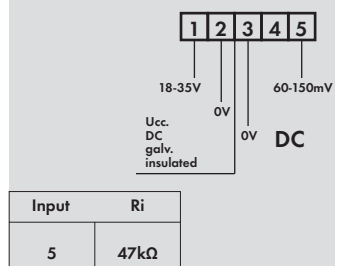 1 2 3 4 5
18-35V 60-150mV
0V
Ucc.
DC
galv.
insulated
0V DC
Input Ri
5 47kΩ